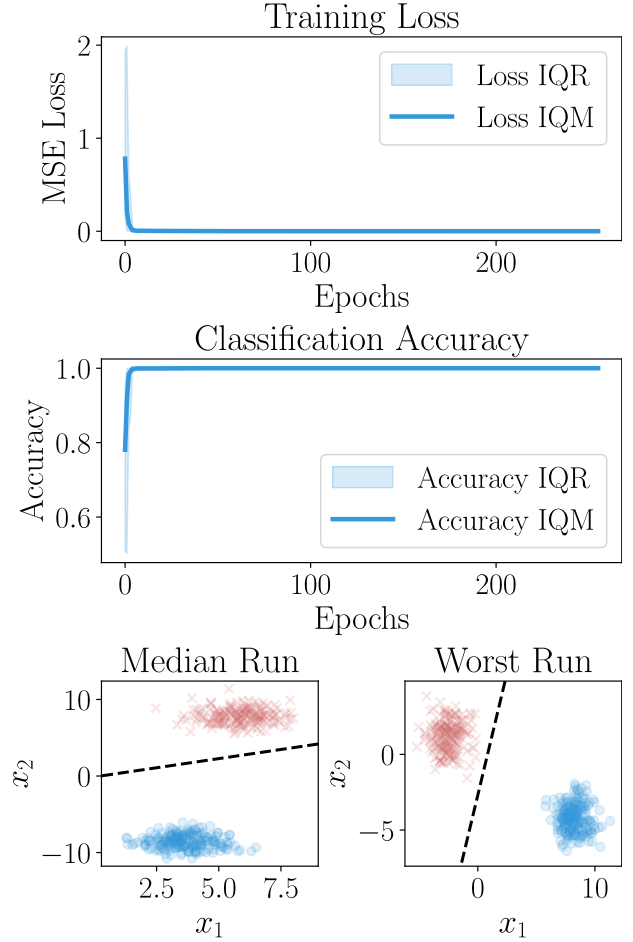 Training Loss
MSE Loss
2
1
0
Loss IQR
Loss IQM
0 100 200
Epochs
Classification Accuracy
Accuracy
1.0
0.8
0.6
Accuracy IQR
Accuracy IQM
0 100 200
Epochs
Median Run
x₂
10
0
−10
2.5 5.0 7.5
x₁
Worst Run
x₂
0
−5
0 10
x₁